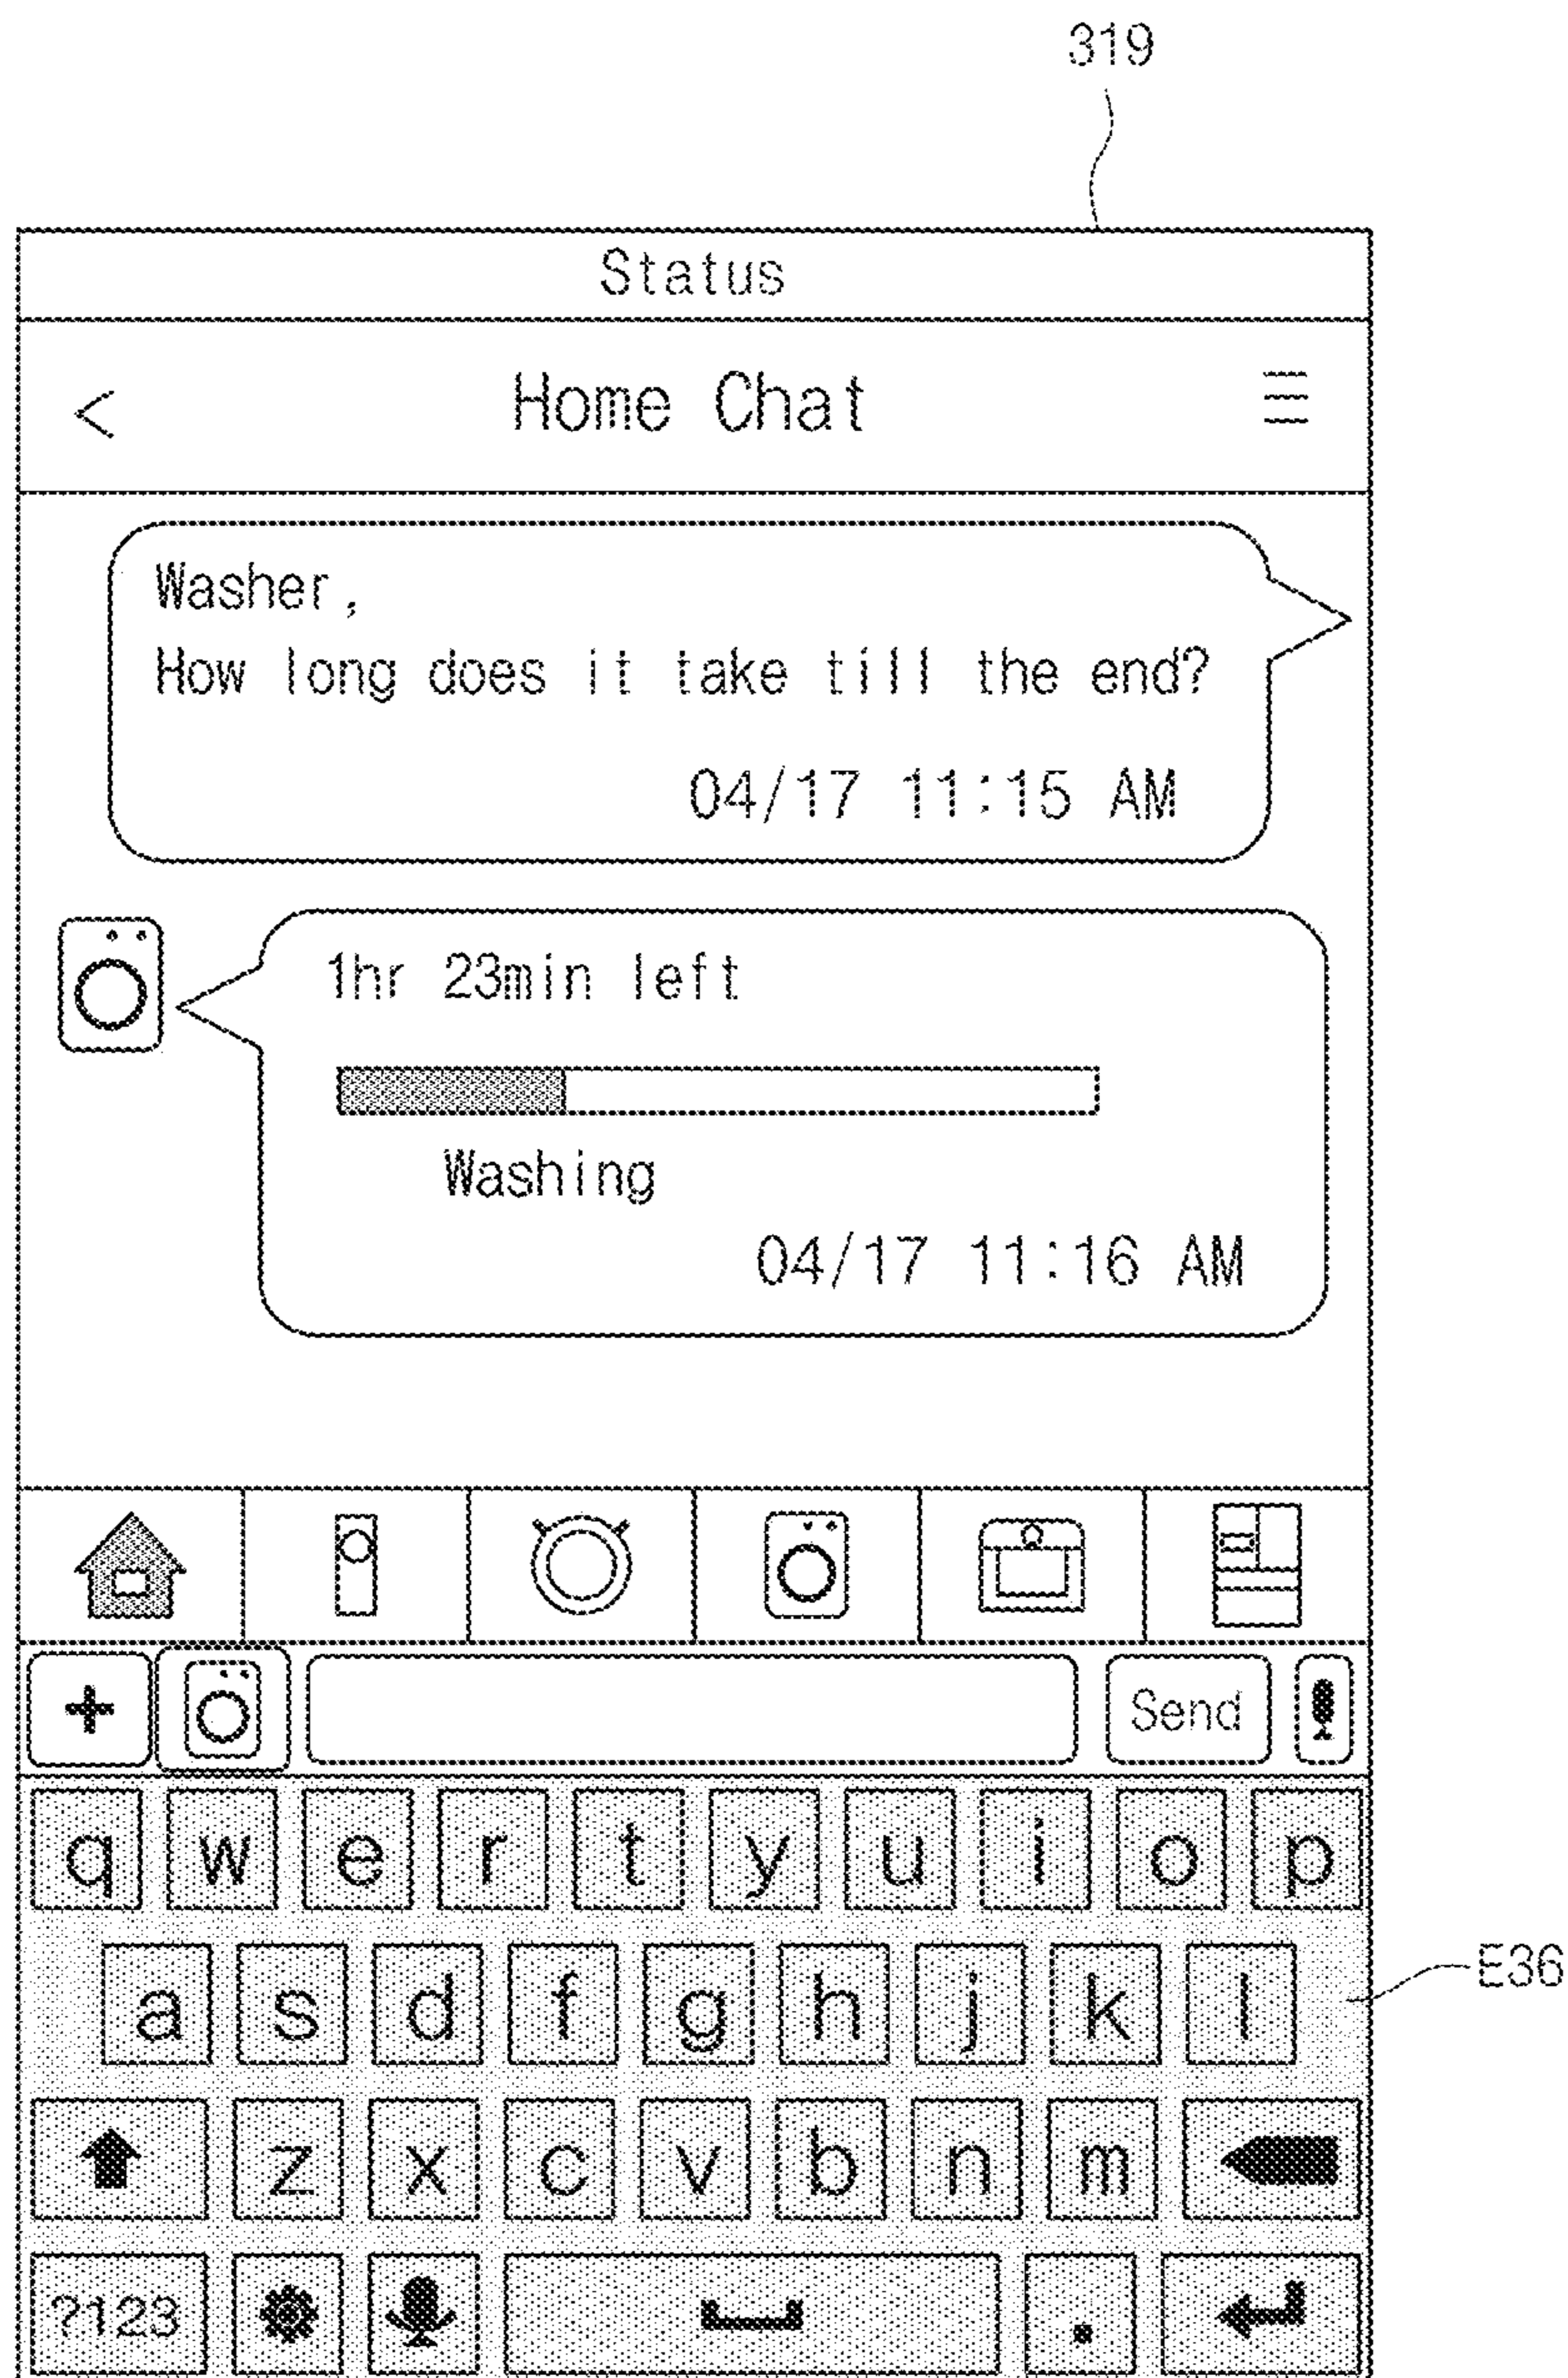 319
Status
< Home Chat
Washer,
How long does it take till the end?
04/17 11:15 AM
1hr 23min left
Washing
04/17 11:16 AM
+ Send
q w e r t y u i o p
a s d f g h j k l
E36
z x c v b n m
?123 .